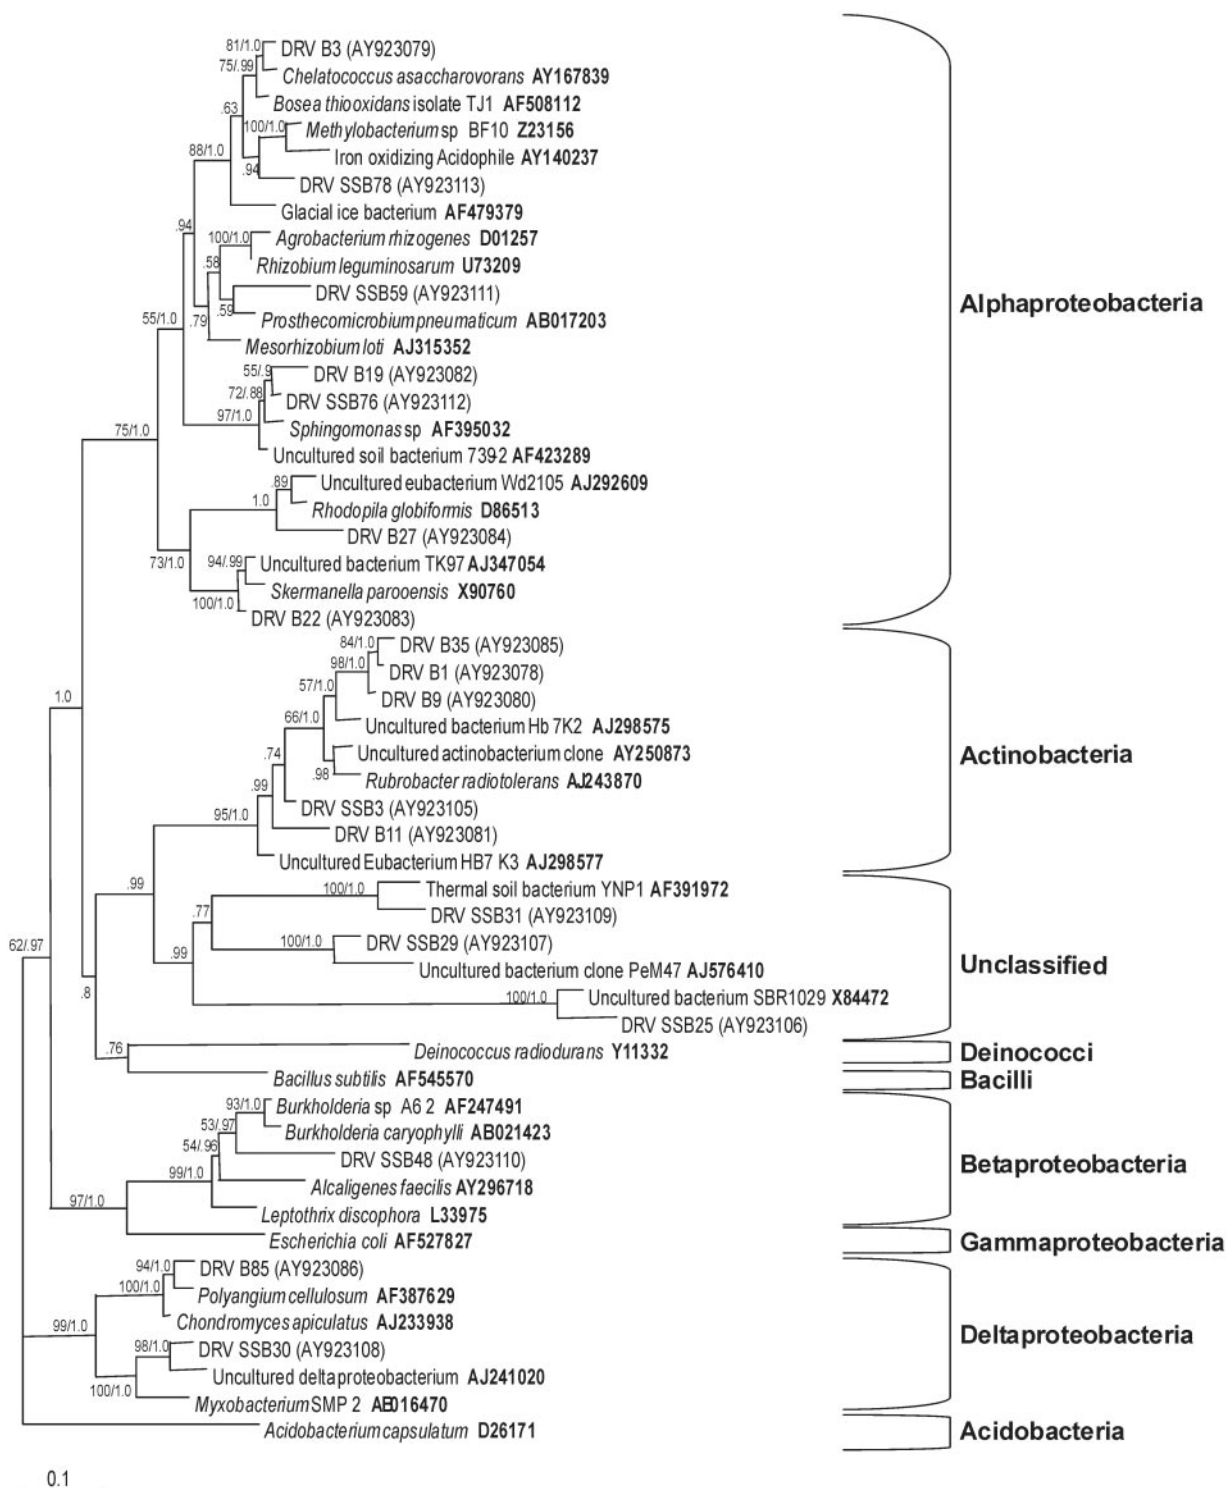 81/1.0 DRV B3 (AY923079)
75/.99 Chelatococcus asaccharovorans AY167839
Bosea thiooxidans isolate TJ1 AF508112
.63
100/1.0 Methylobacterium sp BF10 Z23156
88/1.0 Iron oxidizing Acidophile AY140237
.94 DRV SSB78 (AY923113)
Glacial ice bacterium AF479379
.94 100/1.0 Agrobacterium rhizogenes D01257
.58 Rhizobium leguminosarum U73209
DRV SSB59 (AY923111)
55/1.0 .79 .59 Prosthecomicrobium pneumaticum AB017203
Mesorhizobium loti AJ315352
55/.9 DRV B19 (AY923082)
72/.88 DRV SSB76 (AY923112)
97/1.0 Sphingomonas sp AF395032
75/1.0
Uncultured soil bacterium 739-2 AF423289
.89 Uncultured eubacterium Wd2105 AJ292609
1.0 Rhodopila globiformis D86513
DRV B27 (AY923084)
73/1.0 94/.99 Uncultured bacterium TK97 AJ347054
Skermanella parooensis X90760
100/1.0
DRV B22 (AY923083)
Alphaproteobacteria
84/1.0 DRV B35 (AY923085)
98/1.0 DRV B1 (AY923078)
57/1.0 DRV B9 (AY923080)
1.0
66/1.0 Uncultured bacterium Hb 7K2 AJ298575
.74 Uncultured actinobacterium clone AY250873
.98 Rubrobacter radiotolerans AJ243870
.99 DRV SSB3 (AY923105)
95/1.0 DRV B11 (AY923081)
Uncultured Eubacterium HB7 K3 AJ298577
Actinobacteria
.99 100/1.0 Thermal soil bacterium YNP1 AF391972
.77 DRV SSB31 (AY923109)
62/.97 100/1.0 DRV SSB29 (AY923107)
.99 Uncultured bacterium clone PeM47 AJ576410
.8 100/1.0 Uncultured bacterium SBR1029 X84472
DRV SSB25 (AY923106)
Unclassified
.76 Deinococcus radiodurans Y11332
Deinococci
Bacillus subtilis AF545570
Bacilli
93/1.0 Burkholderia sp A6 2 AF247491
53/.97 Burkholderia caryophylli AB021423
54/.96 DRV SSB48 (AY923110)
99/1.0 Alcaligenes faecilis AY296718
97/1.0 Leptothrix discophora L33975
Betaproteobacteria
Escherichia coli AF527827
Gammaproteobacteria
94/1.0 DRV B85 (AY923086)
100/1.0 Polyangium cellulosum AF387629
Chondromyces apiculatus AJ233938
99/1.0
98/1.0 DRV SSB30 (AY923108)
Uncultured deltaproteobacterium AJ241020
100/1.0
Myxobacterium SMP 2 AB016470
Deltaproteobacteria
Acidobacterium capsulatum D26171
Acidobacteria
0.1